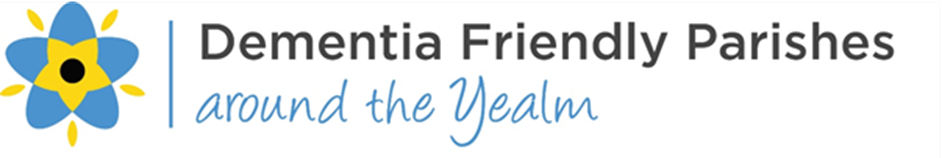 Dementia Friendly Parishes
around the Yealm